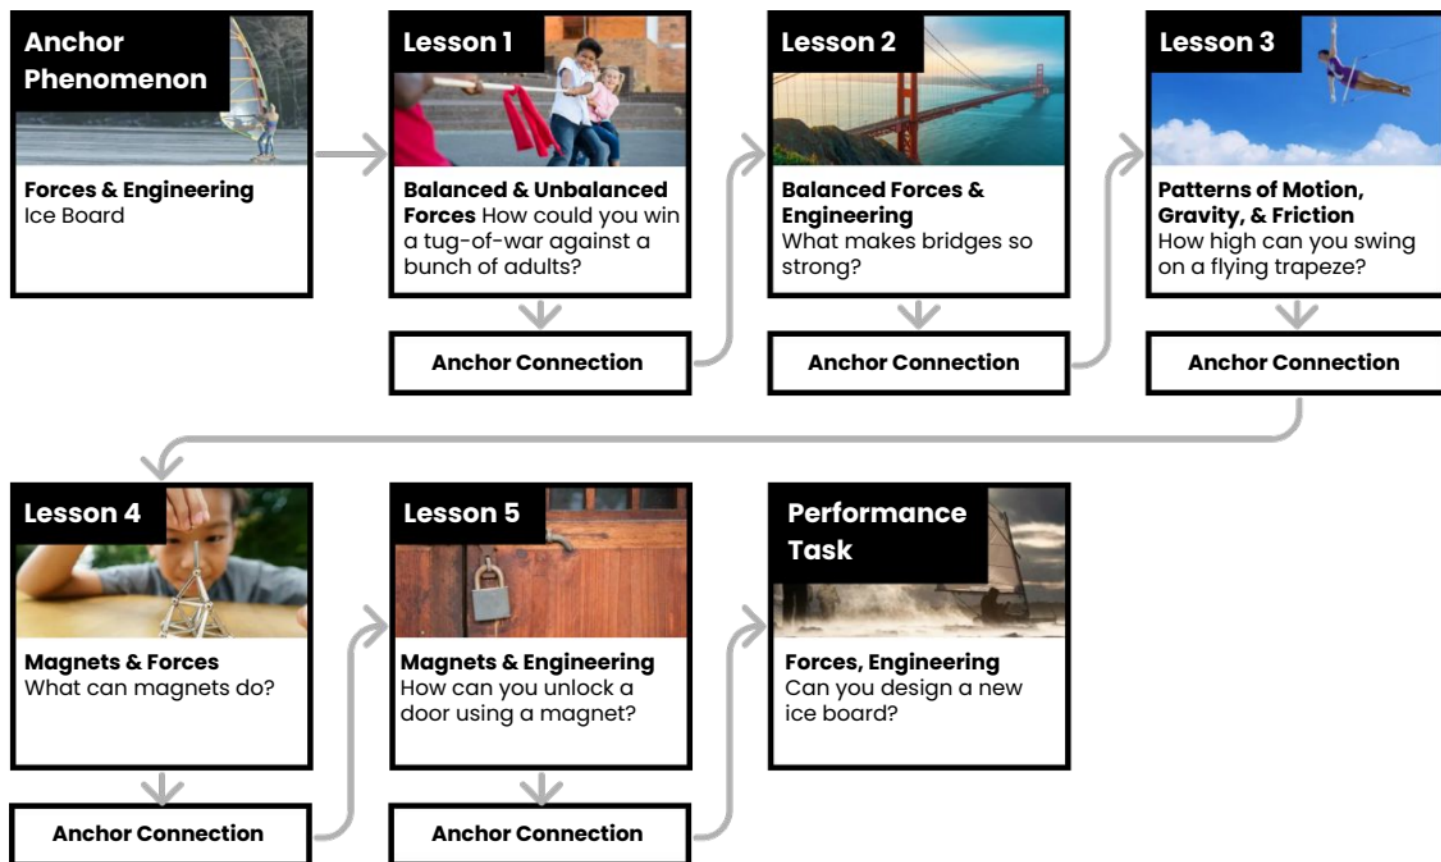 Anchor
Phenomenon
Forces & Engineering
Ice Board
Lesson 1
Balanced & Unbalanced
Forces How could you win
a tug-of-war against a
bunch of adults?
Anchor Connection
Lesson 2
Balanced Forces &
Engineering
What makes bridges so
strong?
Anchor Connection
Lesson 3
Patterns of Motion,
Gravity, & Friction
How high can you swing
on a flying trapeze?
Anchor Connection
Lesson 4
Magnets & Forces
What can magnets do?
Anchor Connection
Lesson 5
Magnets & Engineering
How can you unlock a
door using a magnet?
Anchor Connection
Performance
Task
Forces, Engineering
Can you design a new
ice board?